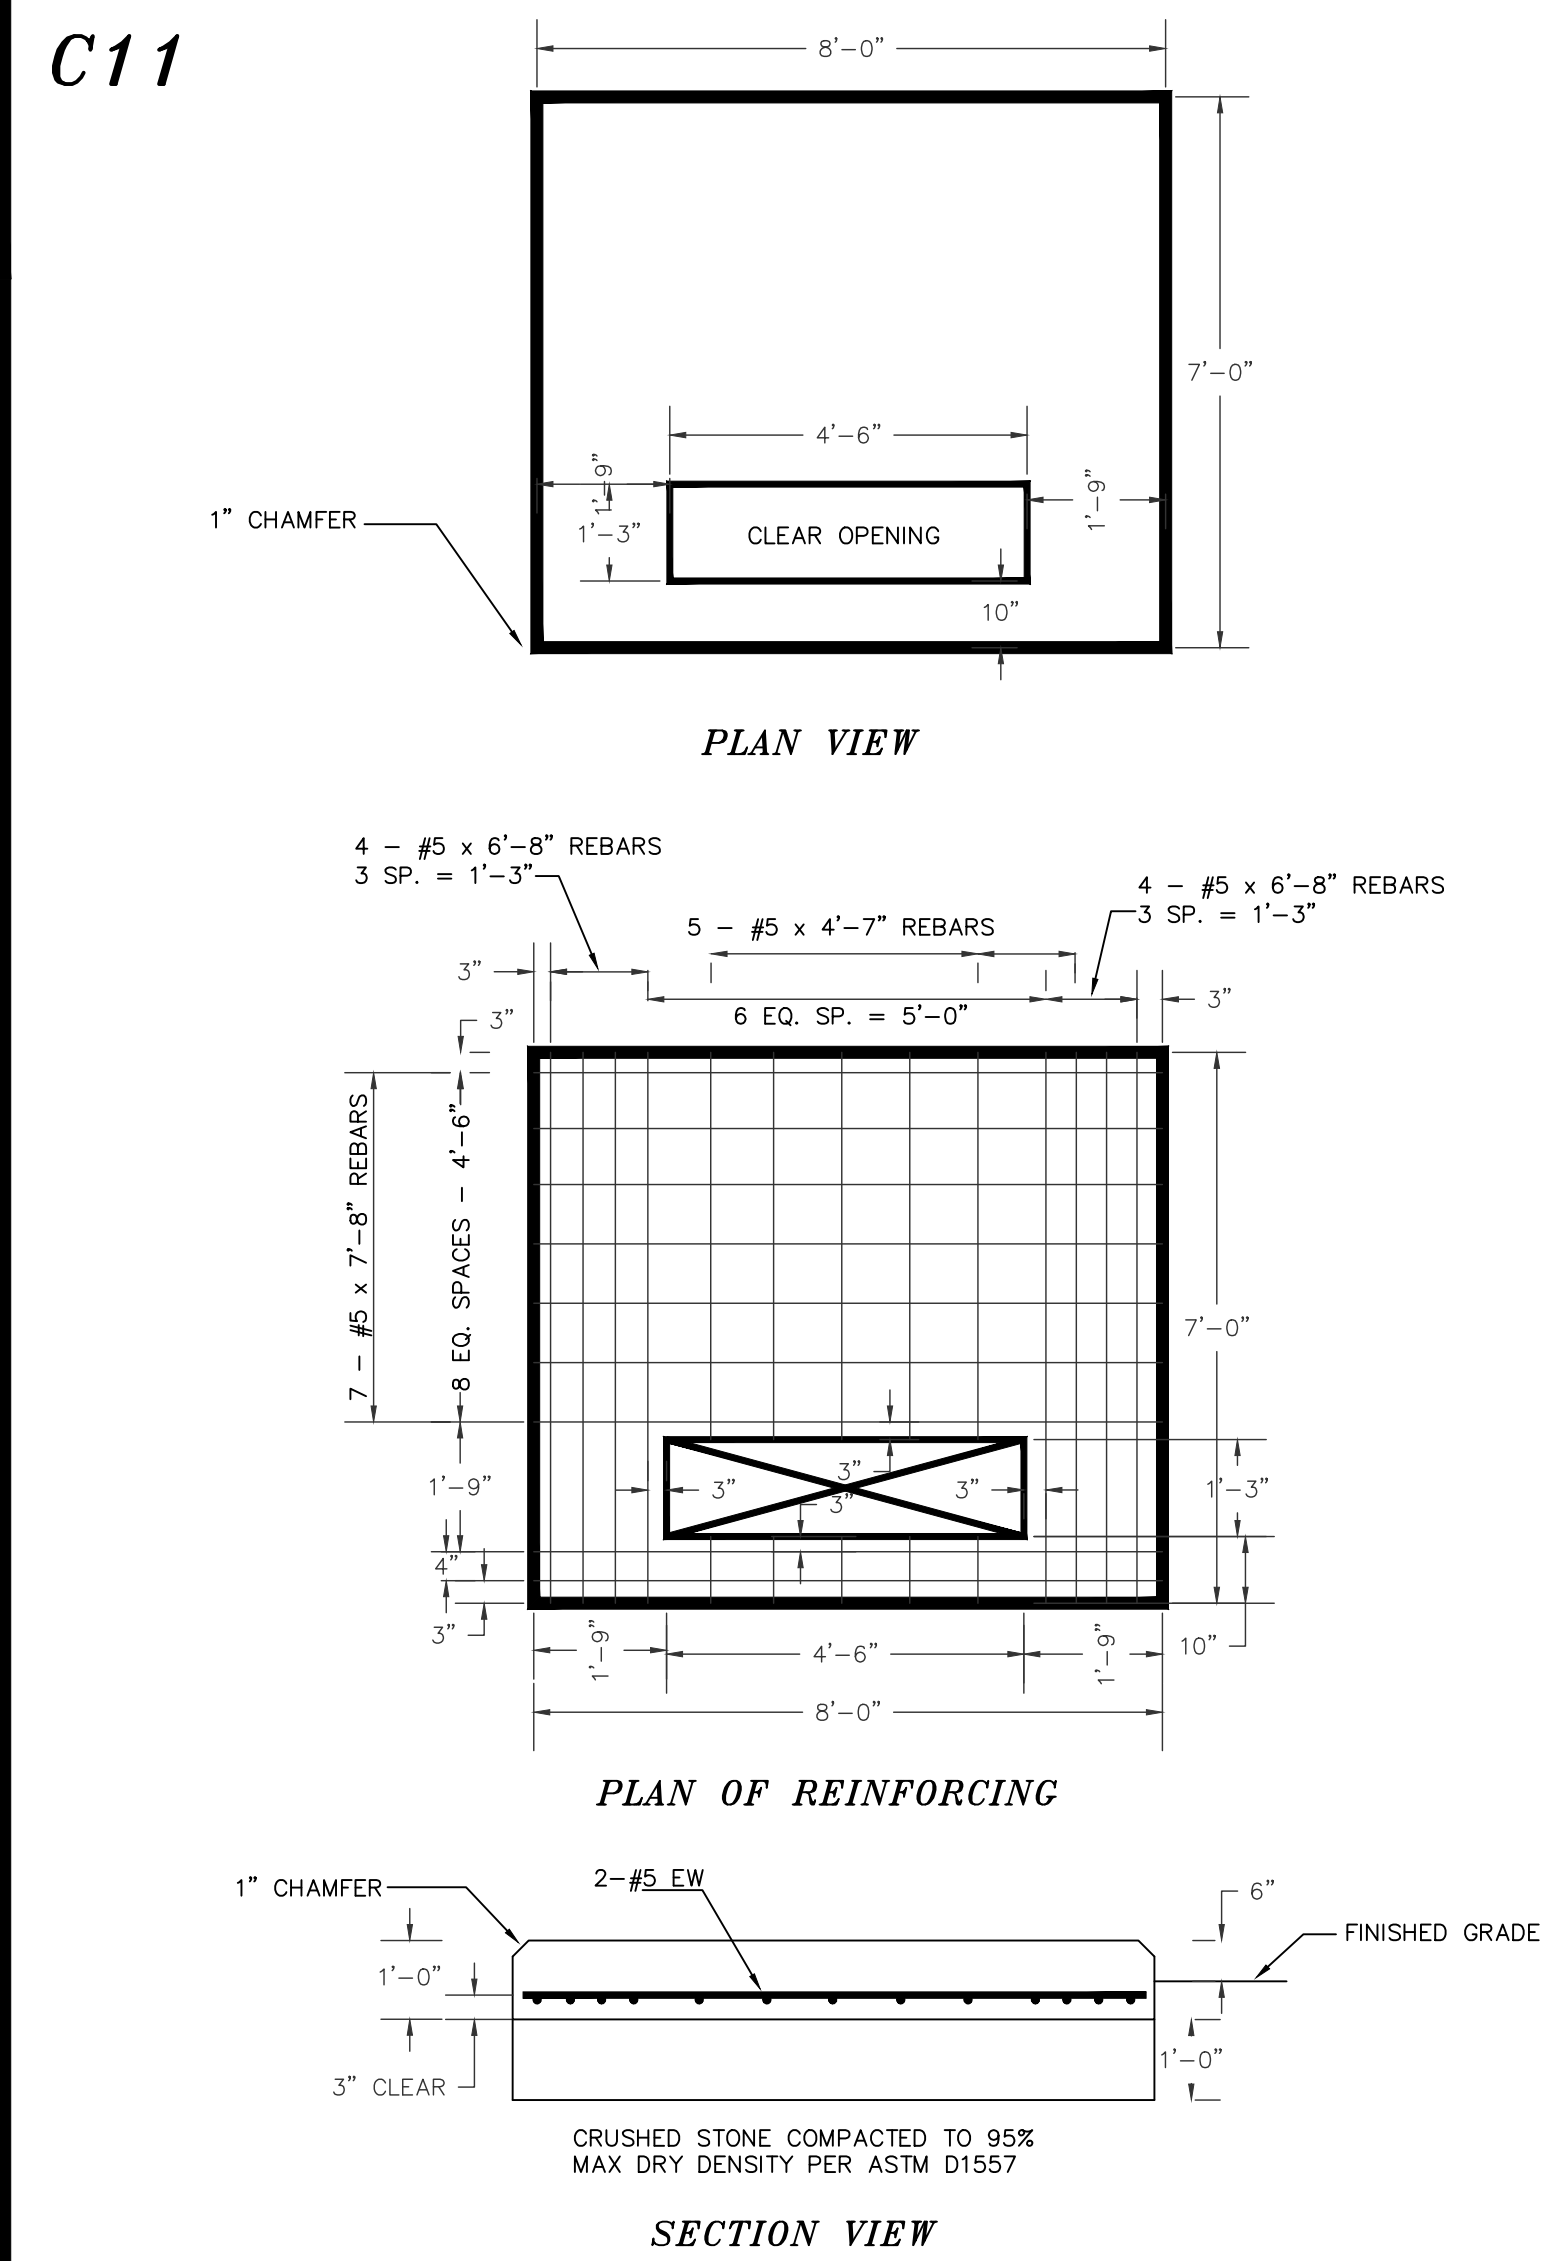 C11
8'-0"
7'-0"
4'-6"
1'-9"
1'-9"
1'-3"
1" CHAMFER
CLEAR OPENING
10"
PLAN VIEW
4 - #5 x 6'-8" REBARS
3 SP. = 1'-3"
4 - #5 x 6'-8" REBARS
3 SP. = 1'-3"
5 - #5 x 4'-7" REBARS
3"
3"
6 EQ. SP. = 5'-0"
3"
7 - #5 x 7'-8" REBARS
8 EQ. SPACES - 4'-6"
7'-0"
3"
3"
3"
3"
1'-9"
1'-3"
4"
3"
1'-9"
4'-6"
1'-9"
10"
8'-0"
PLAN OF REINFORCING
2-#5 EW
1" CHAMFER
6"
FINISHED GRADE
1'-0"
1'-0"
3" CLEAR
CRUSHED STONE COMPACTED TO 95%
MAX DRY DENSITY PER ASTM D1557
SECTION VIEW